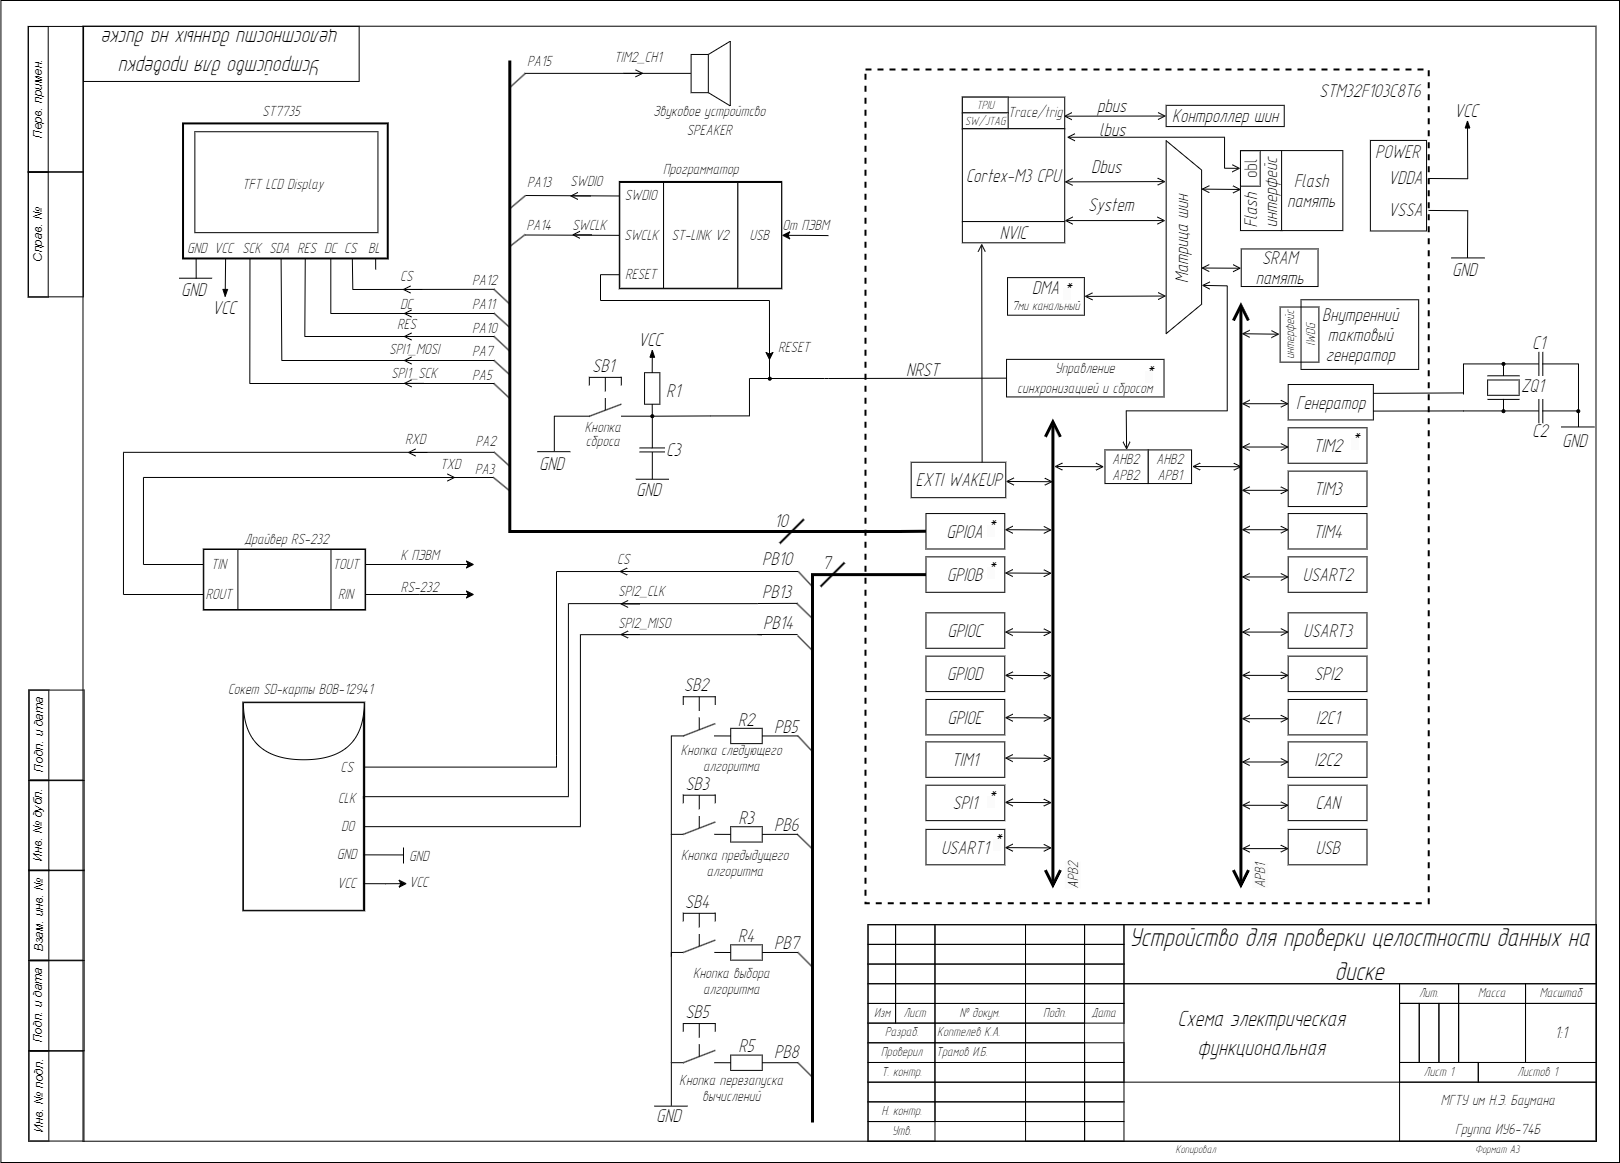 Устройство для проверки
целостности данных на диске
Перв. примен.
Справ. №
Подп. и дата
Инв. № дубл.
Взам. инв. №
Подп. и дата
Инв. № подл.
ST7735
TFT LCD Display
GND VCC SCK SDA RES DC CS BL
GND
VCC
CS PA12
DC PA11
RES PA10
SPI1_MOSI PA7
SPI1_SCK PA5
RXD PA2
TXD PA3
PA15 TIM2_CH1
Звуковое устройтсво
SPEAKER
Программатор
PA13 SWDIO
PA14 SWCLK
SWDIO
SWCLK
RESET
ST-LINK V2
USB
От ПЭВМ
RESET
VCC
SB1
R1
Кнопка
сброса
C3
GND
GND
NRST
Драйвер RS-232
TIN
ROUT
TOUT
RIN
К ПЭВМ
RS-232
10
7
CS PB10
SPI2_CLK PB13
SPI2_MISO PB14
Сокет SD-карты BOB-12941
CS
CLK
DO
GND
VCC
GND
VCC
SB2
R2
PB5
Кнопка следующего
алгоритма
SB3
R3
PB6
Кнопка предыдущего
алгоритма
SB4
R4
PB7
Кнопка выбора
алгоритма
SB5
R5
PB8
Кнопка перезапуска
вычислений
GND
STM32F103C8T6
TPIU
SW/JTAG
Trace/trig
Cortex-M3 CPU
NVIC
pbus
Контроллер шин
Ibus
Dbus
System
Матрица шин
Flash obl
интерфейс
Flash
память
SRAM
память
DMA *
7ми канальный
POWER
VDDA
VSSA
VCC
GND
интерфейс
IWDG
Внутренний
тактовый
генератор
Управление *
синхронизацией и сбросом
Генератор
C1
ZQ1
C2
GND
AHB2
APB2
AHB2
APB1
EXTI WAKEUP
GPIOA *
GPIOB *
GPIOC
GPIOD
GPIOE
TIM1
SPI1 *
USART1 *
APB2
TIM2 *
TIM3
TIM4
USART2
USART3
SPI2
I2C1
I2C2
CAN
USB
APB1
Устройство для проверки целостности данных на
диске
Схема электрическая
функциональная
Лит. Масса Масштаб
1:1
Лист 1 Листов 1
МГТУ им Н.Э. Баумана
Группа ИУ6-74Б
Изм Лист № докум. Подп. Дата
Разраб. Коптелев К.А.
Проверил Трамов И.Б.
Т. контр.
Н. контр.
Утв.
Копировал
Формат А3